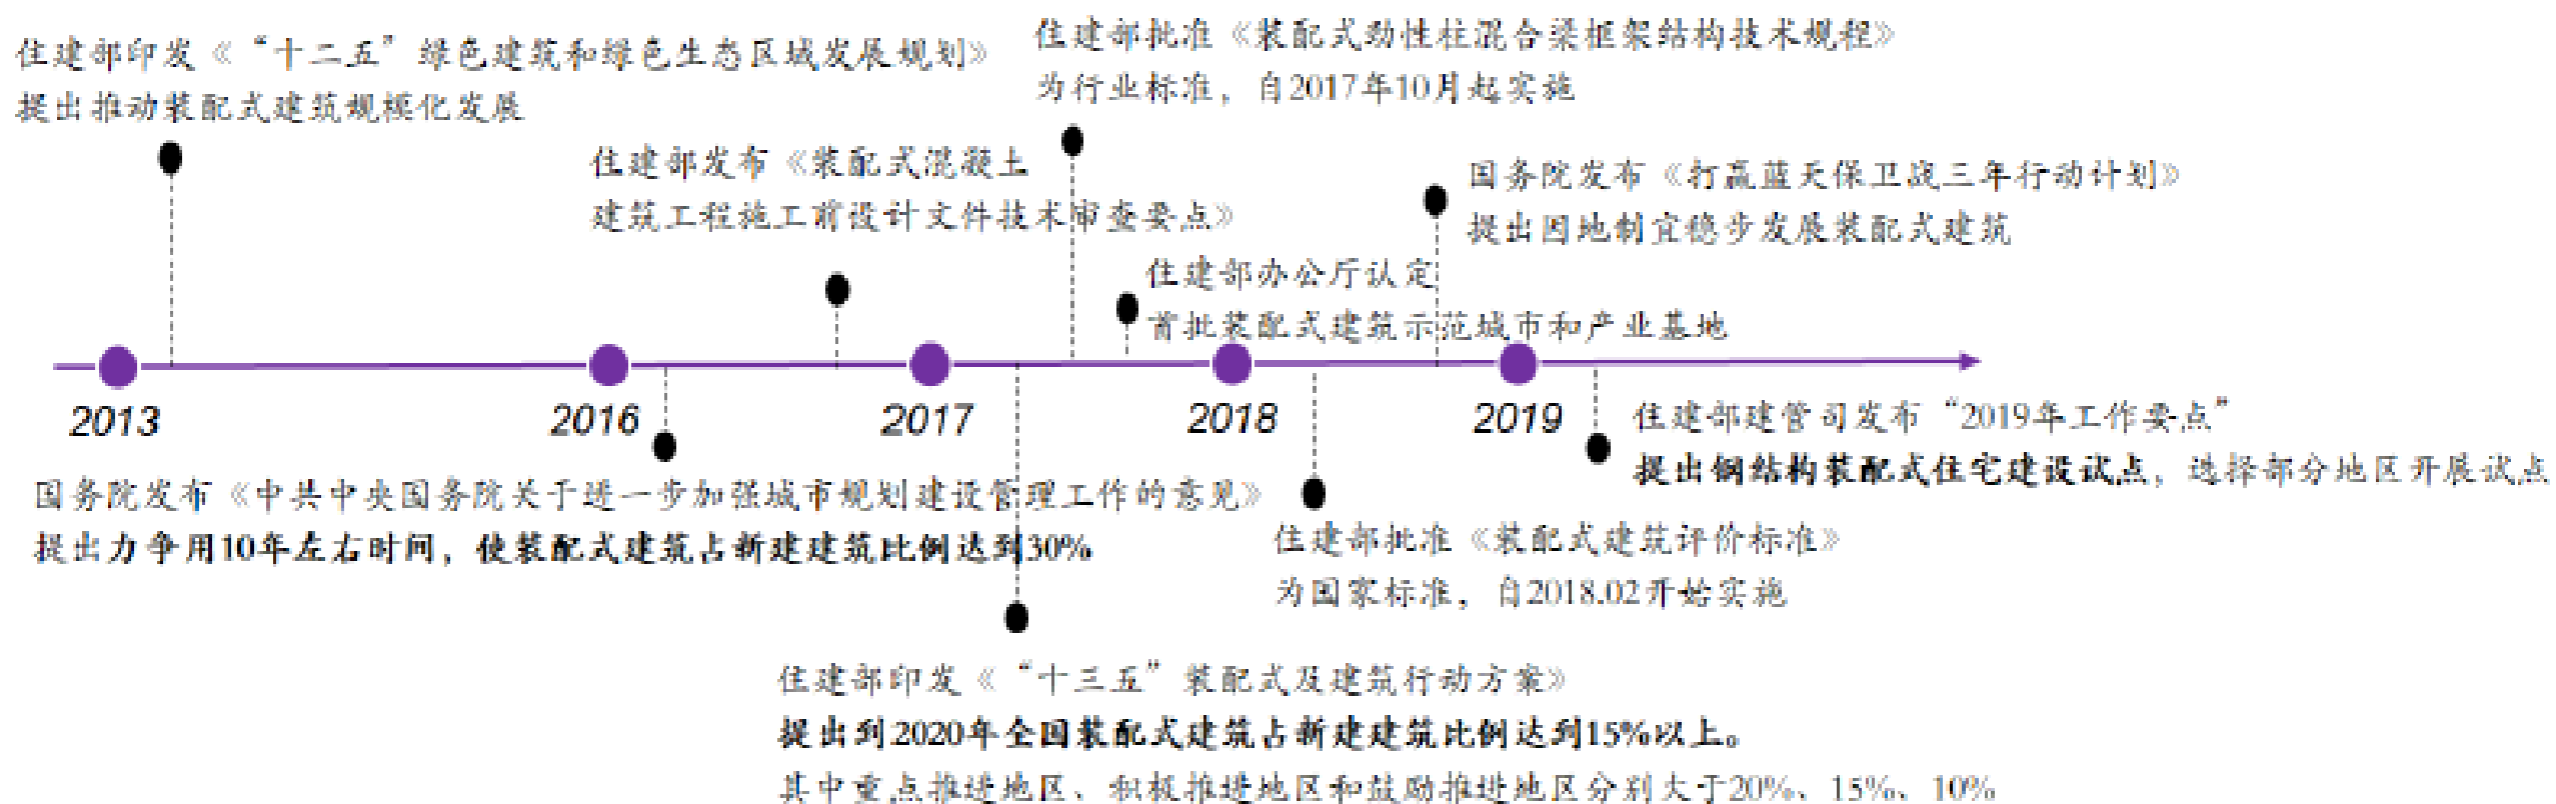 住建部印发《“十二五”绿色建筑和绿色生态区域发展规划》
提出推动装配式建筑规模化发展
住建部批准《装配式劲性柱混合梁框架结构技术规程》
为行业标准，自2017年10月起实施
住建部发布《装配式混凝土
建筑工程施工前设计文件技术审查要点》
国务院发布《打赢蓝天保卫战三年行动计划》
提出因地制宜稳步发展装配式建筑
住建部办公厅认定
首批装配式建筑示范城市和产业基地
2013
2016
2017
2018
2019
住建部建管司发布“2019年工作要点”
提出钢结构装配式住宅建设试点，选择部分地区开展试点
国务院发布《中共中央国务院关于进一步加强城市规划建设管理工作的意见》
提出力争用10年左右时间，使装配式建筑占新建建筑比例达到30%
住建部批准《装配式建筑评价标准》
为国家标准，自2018.02开始实施
住建部印发《“十三五”装配式及建筑行动方案》
提出到2020年全国装配式建筑占新建建筑比例达到15%以上。
其中重点推进地区、积极推进地区和鼓励推进地区分别大于20%、15%、10%